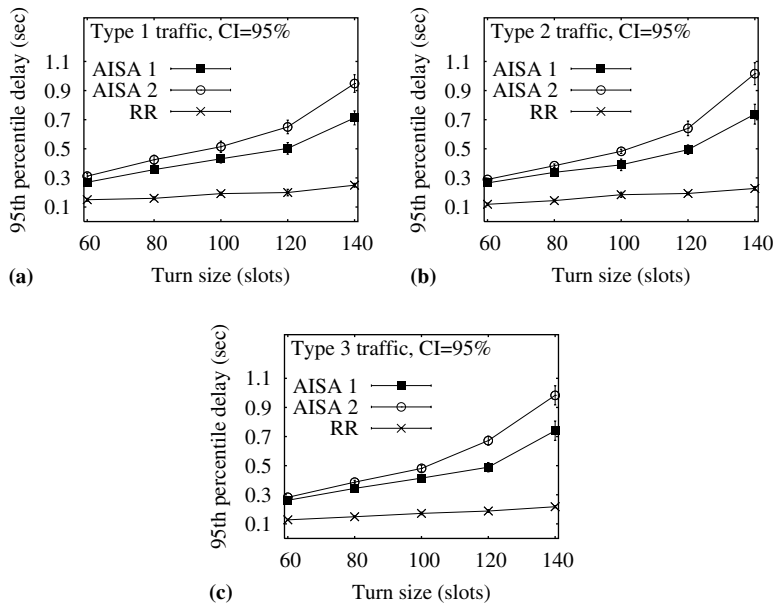 95th percentile delay (sec)
Type 1 traffic, CI=95%
AISA 1
AISA 2
RR
1.1
0.9
0.7
0.5
0.3
0.1
60 80 100 120 140
Turn size (slots)
(a)
95th percentile delay (sec)
Type 2 traffic, CI=95%
AISA 1
AISA 2
RR
1.1
0.9
0.7
0.5
0.3
0.1
60 80 100 120 140
Turn size (slots)
(b)
95th percentile delay (sec)
Type 3 traffic, CI=95%
AISA 1
AISA 2
RR
1.1
0.9
0.7
0.5
0.3
0.1
60 80 100 120 140
Turn size (slots)
(c)